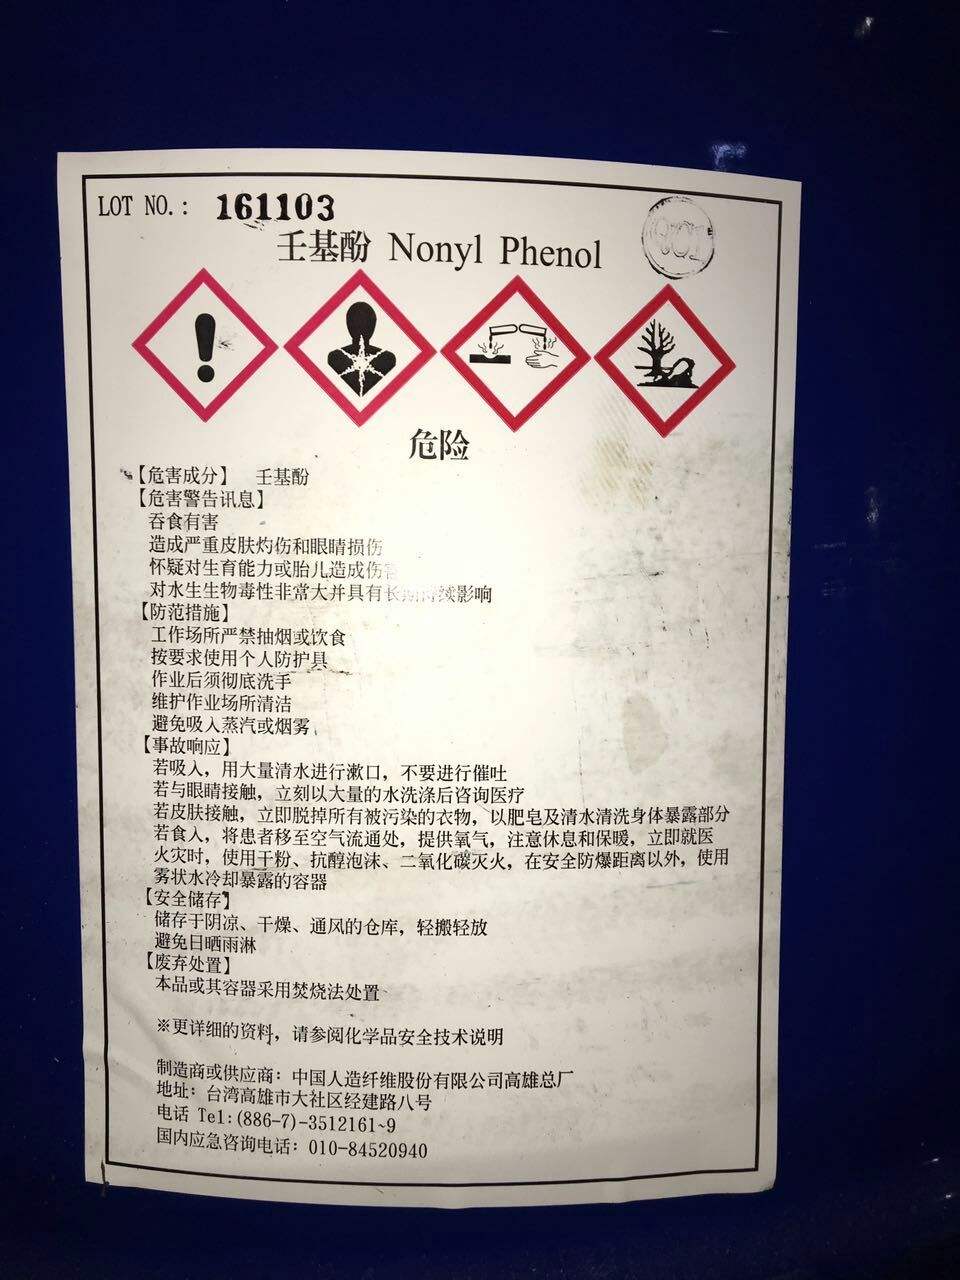 LOT NO.: 161103
壬基酚 Nonyl Phenol
危险
【危害成分】 壬基酚
【危害警告讯息】
吞食有害
造成严重皮肤灼伤和眼睛损伤
怀疑对生育能力或胎儿造成伤害
对水生生物毒性非常大并具有长期持续影响
【防范措施】
工作场所严禁抽烟或饮食
按要求使用个人防护具
作业后须彻底洗手
维护作业场所清洁
避免吸入蒸汽或烟雾
【事故响应】
若吸入，用大量清水进行漱口，不要进行催吐
若与眼睛接触，立刻以大量的水洗涤后咨询医疗
若皮肤接触，立即脱掉所有被污染的衣物，以肥皂及清水清洗身体暴露部分
若食入，将患者移至空气流通处，提供氧气，注意休息和保暖，立即就医
火灾时，使用干粉、抗醇泡沫、二氧化碳灭火，在安全防爆距离以外，使用
雾状水冷却暴露的容器
【安全储存】
储存于阴凉、干燥、通风的仓库，轻搬轻放
避免日晒雨淋
【废弃处置】
本品或其容器采用焚烧法处置
※更详细的资料，请参阅化学品安全技术说明
制造商或供应商：中国人造纤维股份有限公司高雄总厂
地址：台湾高雄市大社区经建路八号
电话 Tel:(886-7)-3512161~9
国内应急咨询电话：010-84520940